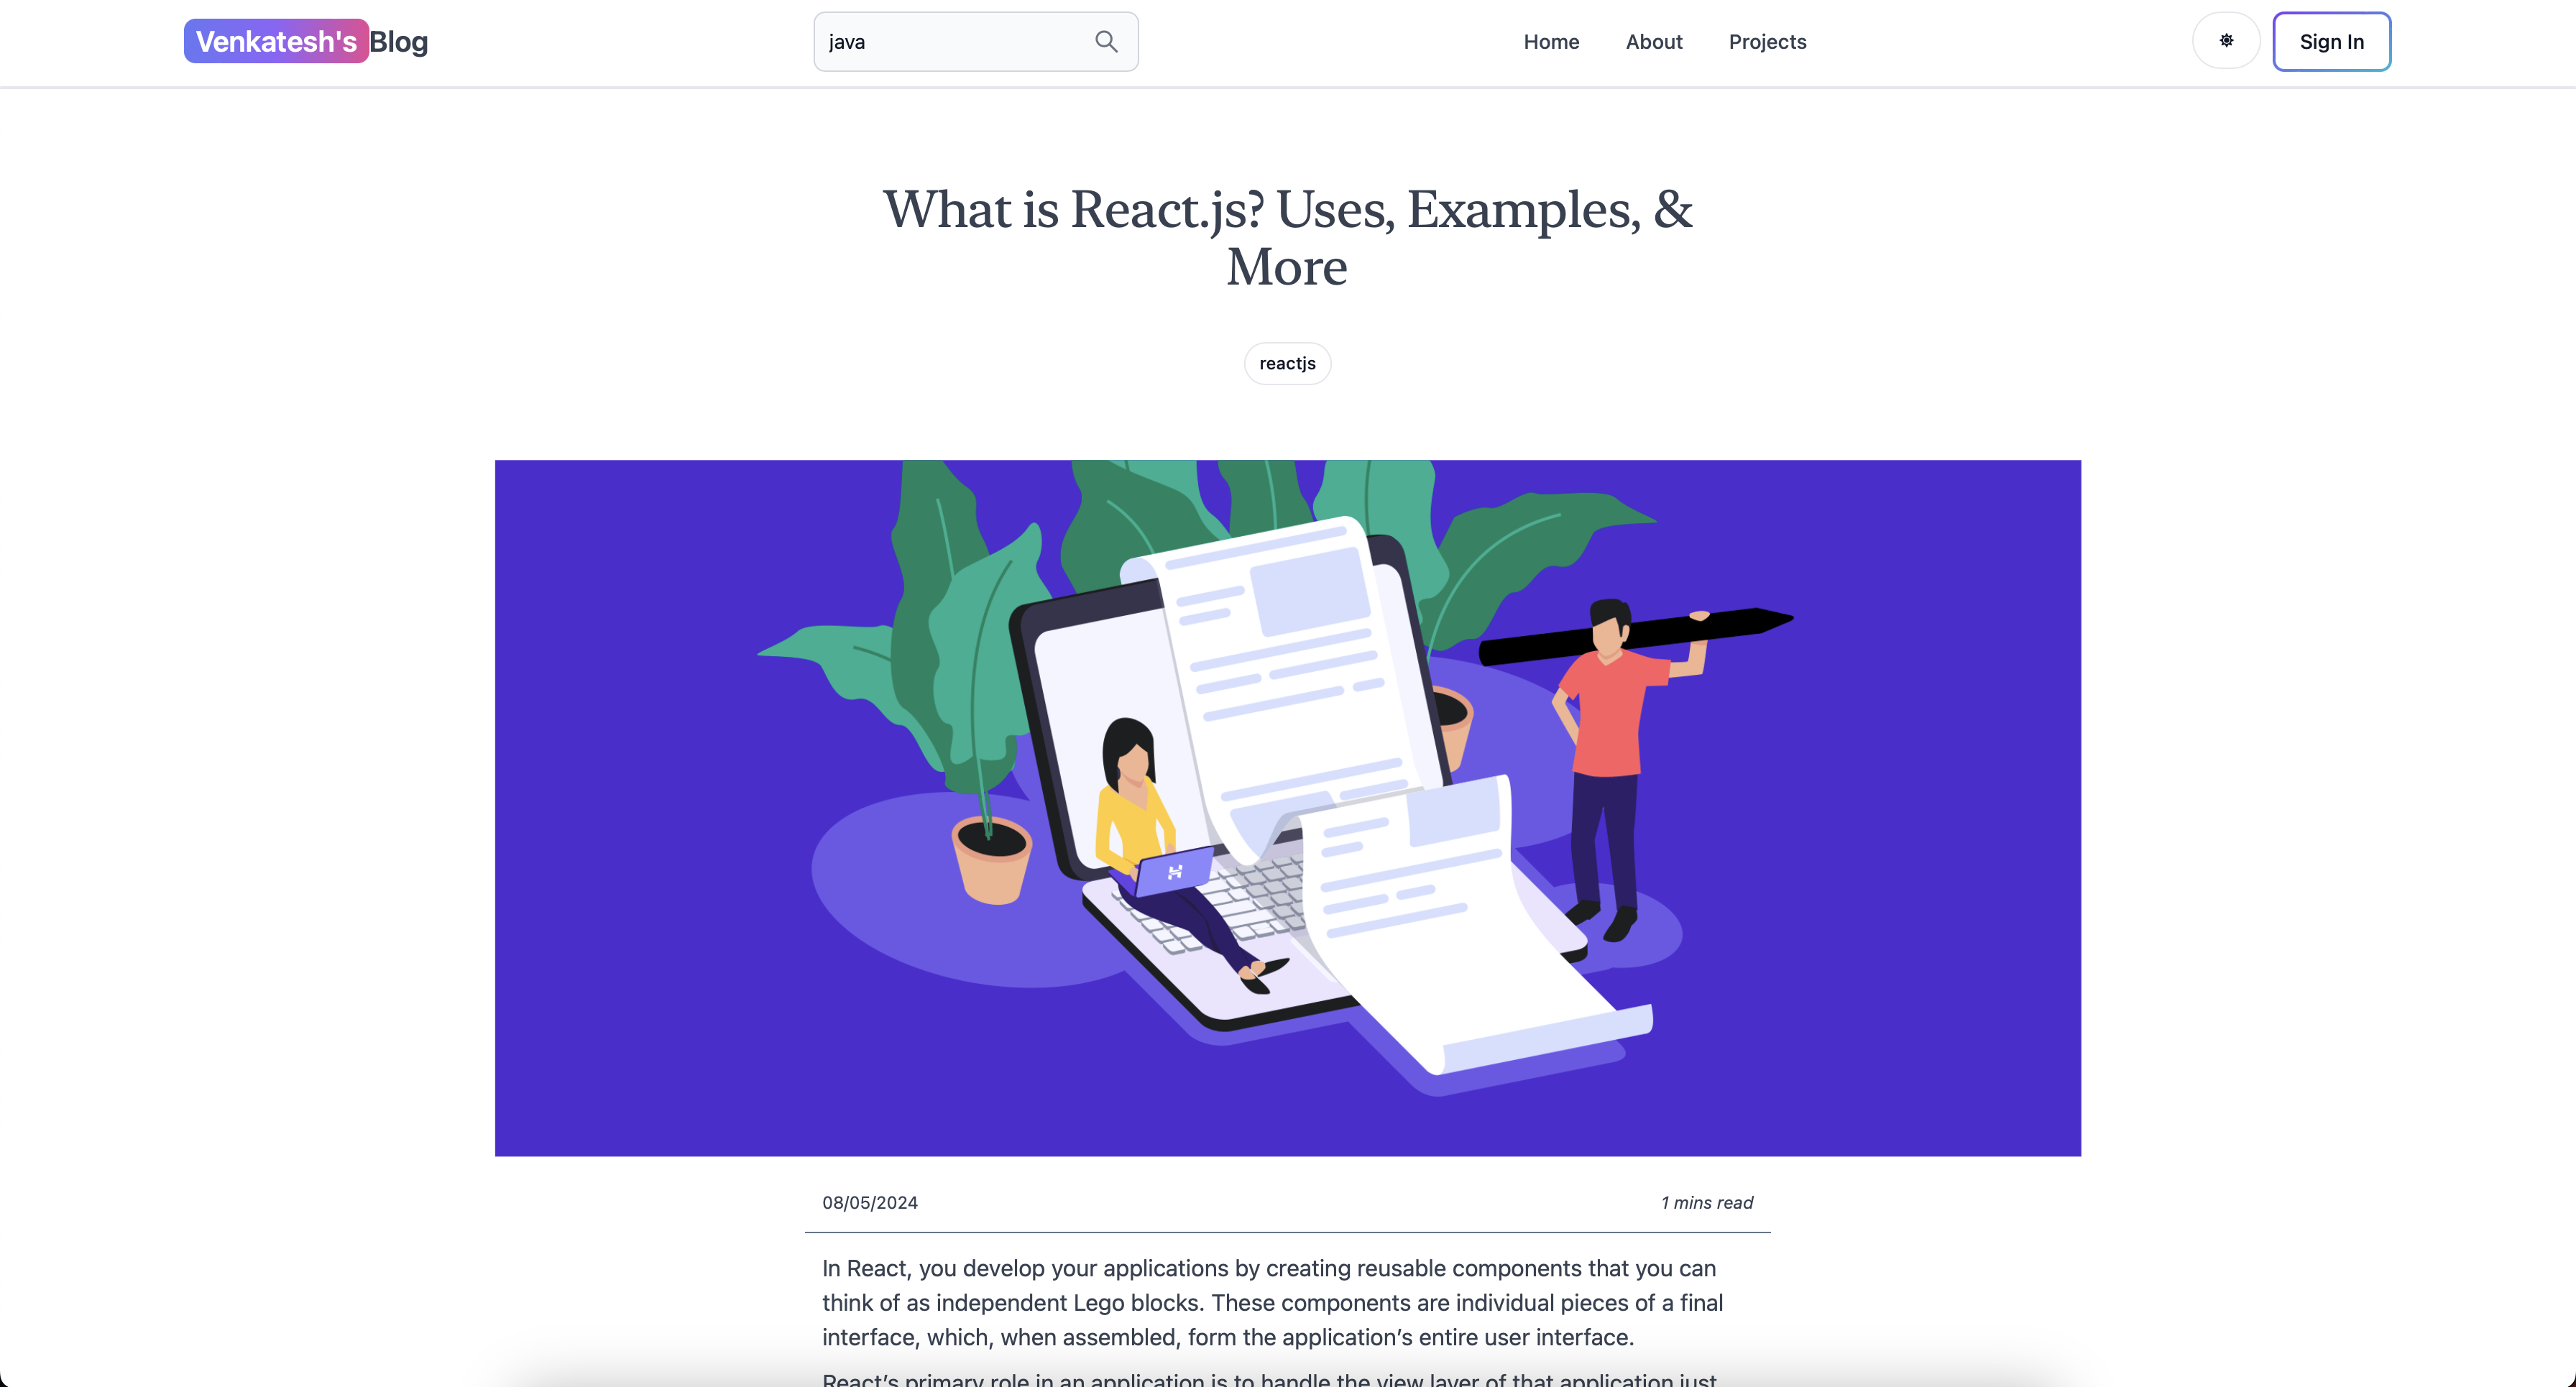 Venkatesh's Blog
java
Home About Projects
Sign In
What is React.js? Uses, Examples, &
More
reactjs
08/05/2024 1 mins read
In React, you develop your applications by creating reusable components that you can
think of as independent Lego blocks. These components are individual pieces of a final
interface, which, when assembled, form the application’s entire user interface.
React’s primary role in an application is to handle the view layer of that application just